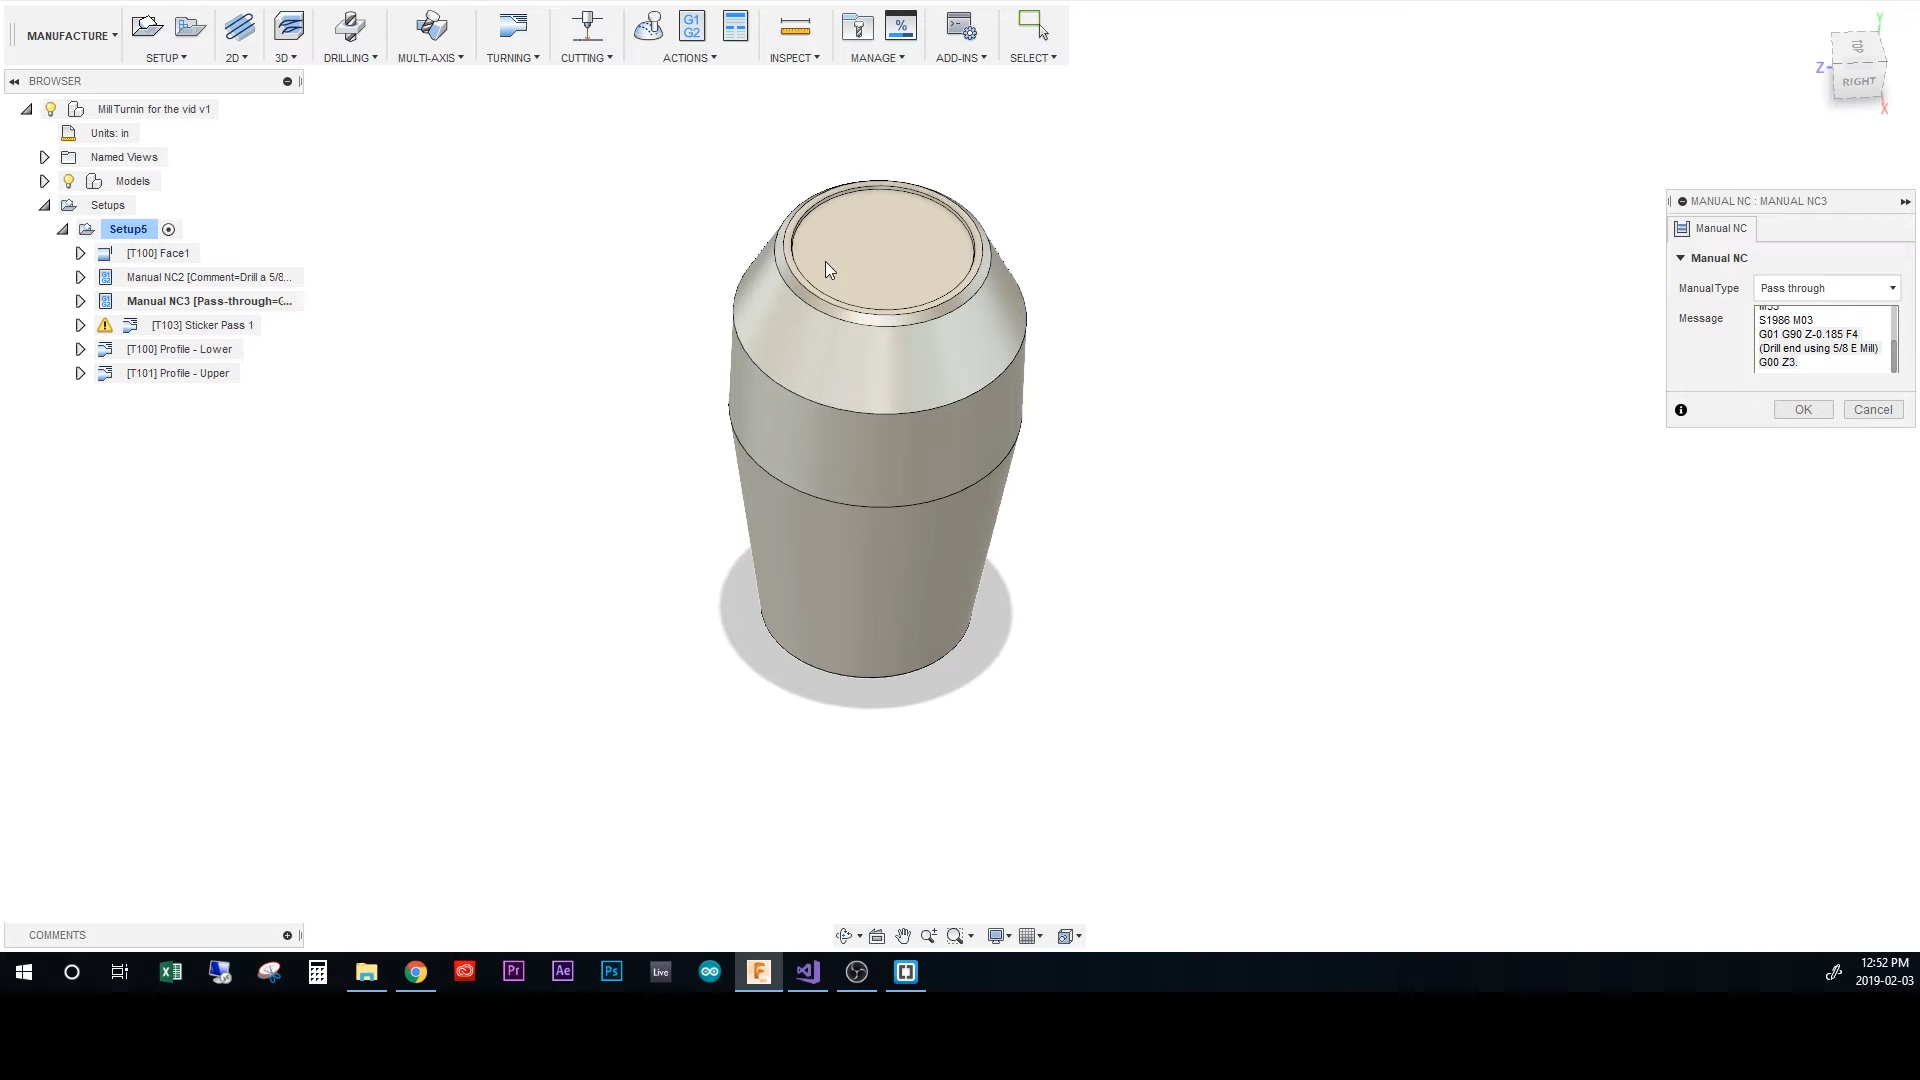 MANUFACTURE
SETUP
2D
3D
DRILLING
MULTI-AXIS
TURNING
CUTTING
G1
G2
ACTIONS
INSPECT
MANAGE
ADD-INS
SELECT
%
Y
TOP
Z
RIGHT
X
BROWSER
MillTurnin for the vid v1
Units: in
Named Views
Models
Setups
Setup5
[T100] Face1
Manual NC2 [Comment=Drill a 5/8...
Manual NC3 [Pass-through=(...
[T103] Sticker Pass 1
[T100] Profile - Lower
[T101] Profile - Upper
MANUAL NC : MANUAL NC3
Manual NC
Manual NC
Manual Type
Pass through
Message
S1986 M03
G01 G90 Z-0.185 F4
(Drill end using 5/8 E Mill)
G00 Z3.
OK
Cancel
COMMENTS
Pr
Ae
Ps
Live
12:52 PM
2019-02-03